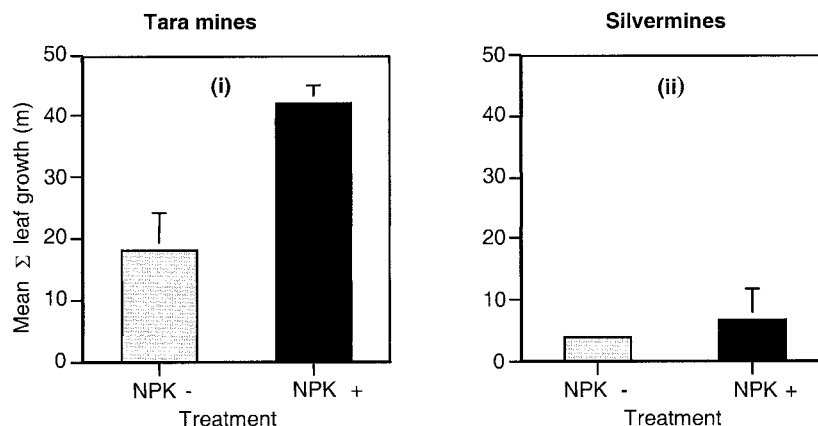 Tara mines
Mean Σ leaf growth (m)
50
40
30
20
10
0
(i)
NPK -
NPK +
Treatment
Silvermines
50
40
30
20
10
0
(ii)
NPK -
NPK +
Treatment